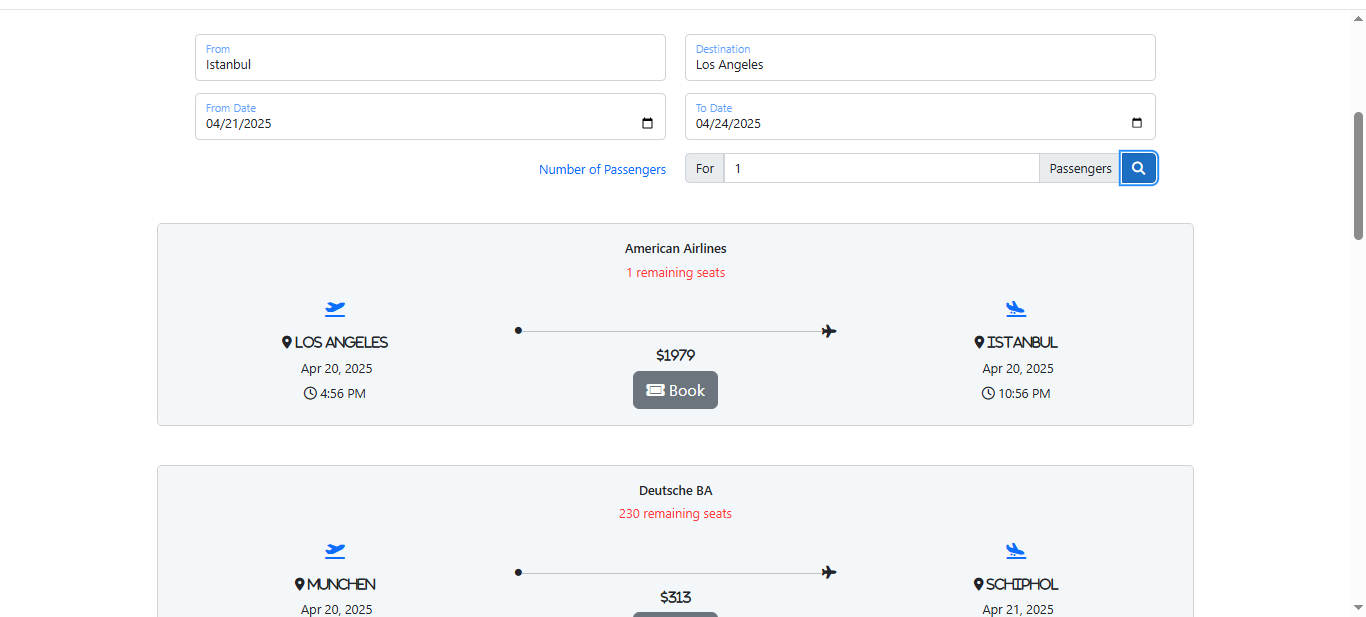 From
Istanbul
Destination
Los Angeles
From Date
04/21/2025
To Date
04/24/2025
Number of Passengers
For
1
Passengers
American Airlines
1 remaining seats
LOS ANGELES
Apr 20, 2025
4:56 PM
$1979
Book
ISTANBUL
Apr 20, 2025
10:56 PM
Deutsche BA
230 remaining seats
MUNCHEN
Apr 20, 2025
$313
SCHIPHOL
Apr 21, 2025